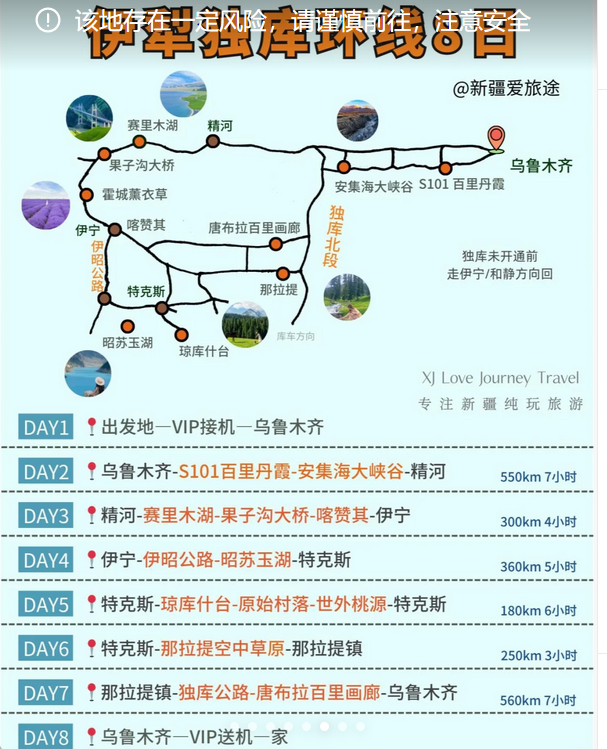 该地存在一定风险，请谨慎前往，注意安全
伊犁独库环线8日
@新疆爱旅途
赛里木湖
精河
果子沟大桥
乌鲁木齐
安集海大峡谷
S101 百里丹霞
霍城薰衣草
喀赞其
伊宁
唐布拉百里画廊
独库北段
伊昭公路
独库未开通前
走伊宁/和静方向回
特克斯
那拉提
昭苏玉湖
琼库什台
库车方向
XJ Love Journey Travel
专注新疆纯玩旅游
DAY1 出发地—VIP接机—乌鲁木齐
DAY2 乌鲁木齐-S101百里丹霞-安集海大峡谷-精河 550km 7小时
DAY3 精河-赛里木湖-果子沟大桥-喀赞其-伊宁 300km 4小时
DAY4 伊宁-伊昭公路-昭苏玉湖-特克斯 360km 5小时
DAY5 特克斯-琼库什台-原始村落-世外桃源-特克斯 180km 6小时
DAY6 特克斯-那拉提空中草原-那拉提镇 250km 3小时
DAY7 那拉提镇-独库公路-唐布拉百里画廊-乌鲁木齐 560km 7小时
DAY8 乌鲁木齐—VIP送机—家